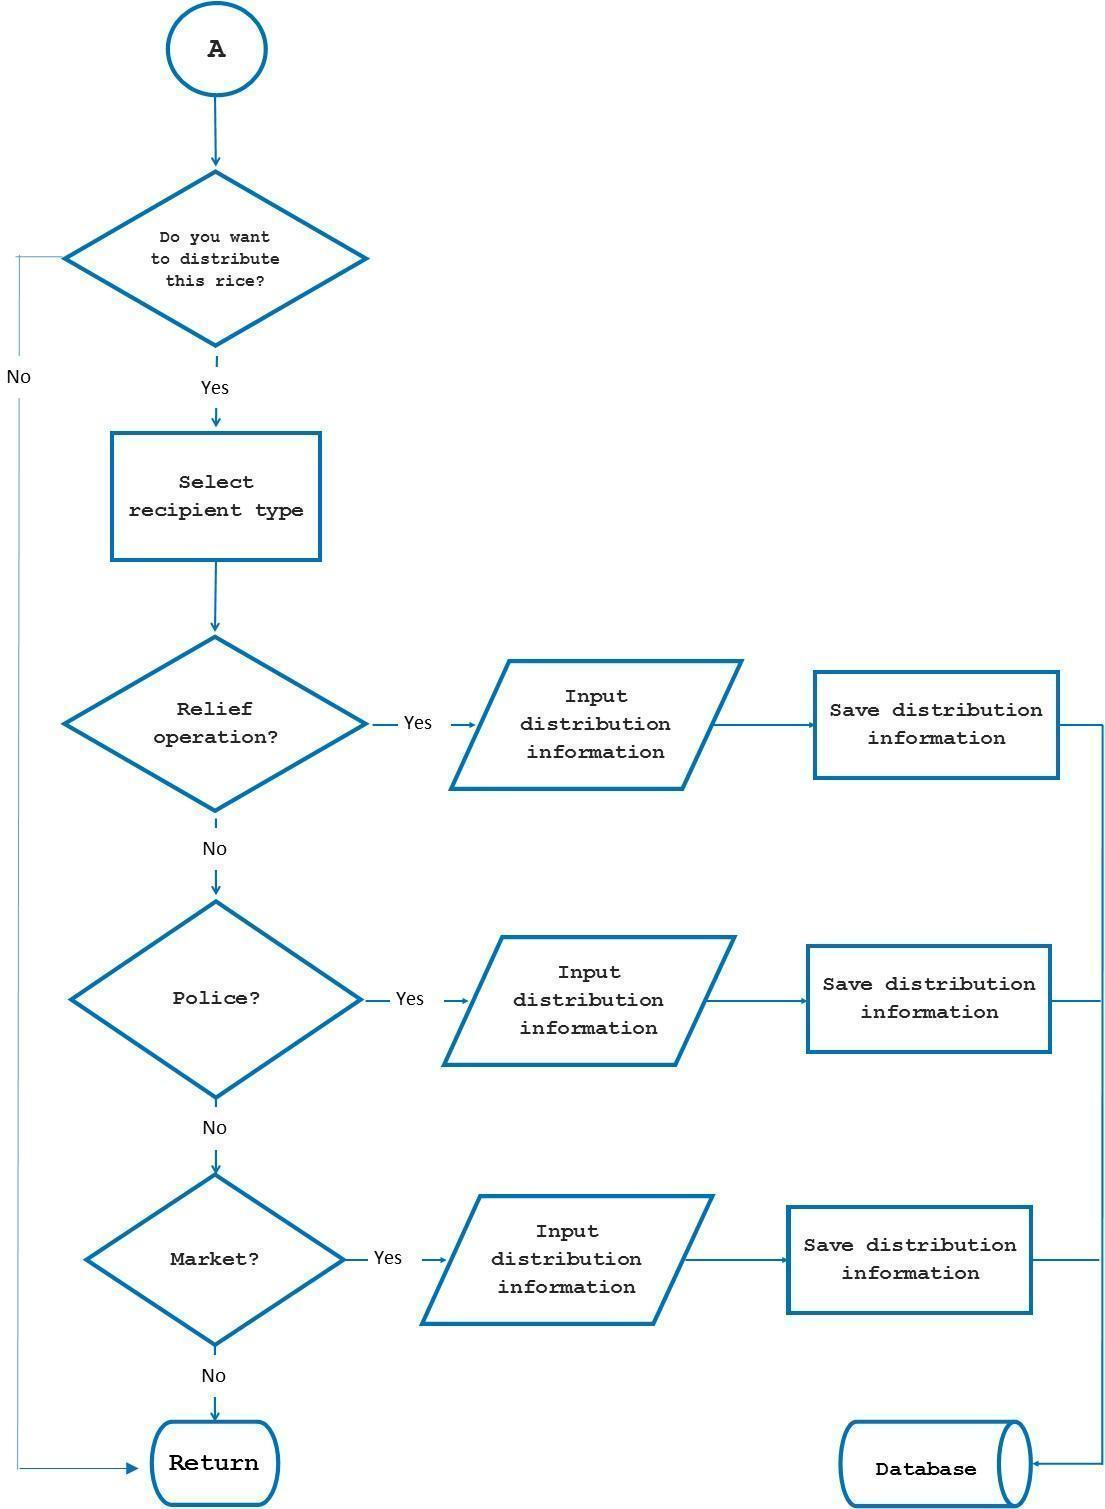 A
Do you want
to distribute
this rice?
No
Yes
Select
recipient type
Relief
operation?
Yes
Input
distribution
information
Save distribution
information
No
Police?
Yes
Input
distribution
information
Save distribution
information
No
Market?
Yes
Input
distribution
information
Save distribution
information
No
Return
Database